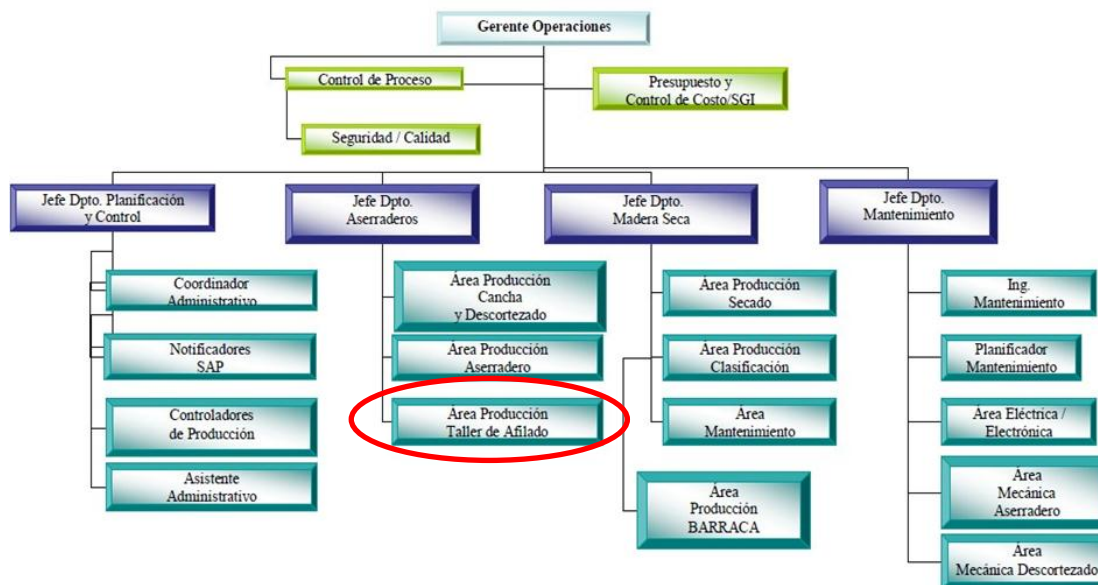 Gerente Operaciones
Control de Proceso
Presupuesto y
Control de Costo/SGI
Seguridad / Calidad
Jefe Dpto. Planificación
y Control
Jefe Dpto.
Aserraderos
Jefe Dpto.
Madera Seca
Jefe Dpto.
Mantenimiento
Coordinador
Administrativo
Notificadores
SAP
Controladores
de Producción
Asistente
Administrativo
Área Producción
Cancha
y Descortezado
Área Producción
Aserradero
Área Producción
Taller de Afilado
Área Producción
Secado
Área Producción
Clasificación
Área
Mantenimiento
Área
Producción
BARRACA
Ing.
Mantenimiento
Planificador
Mantenimiento
Área Eléctrica /
Electrónica
Área
Mecánica
Aserradero
Área
Mecánica Descortezado